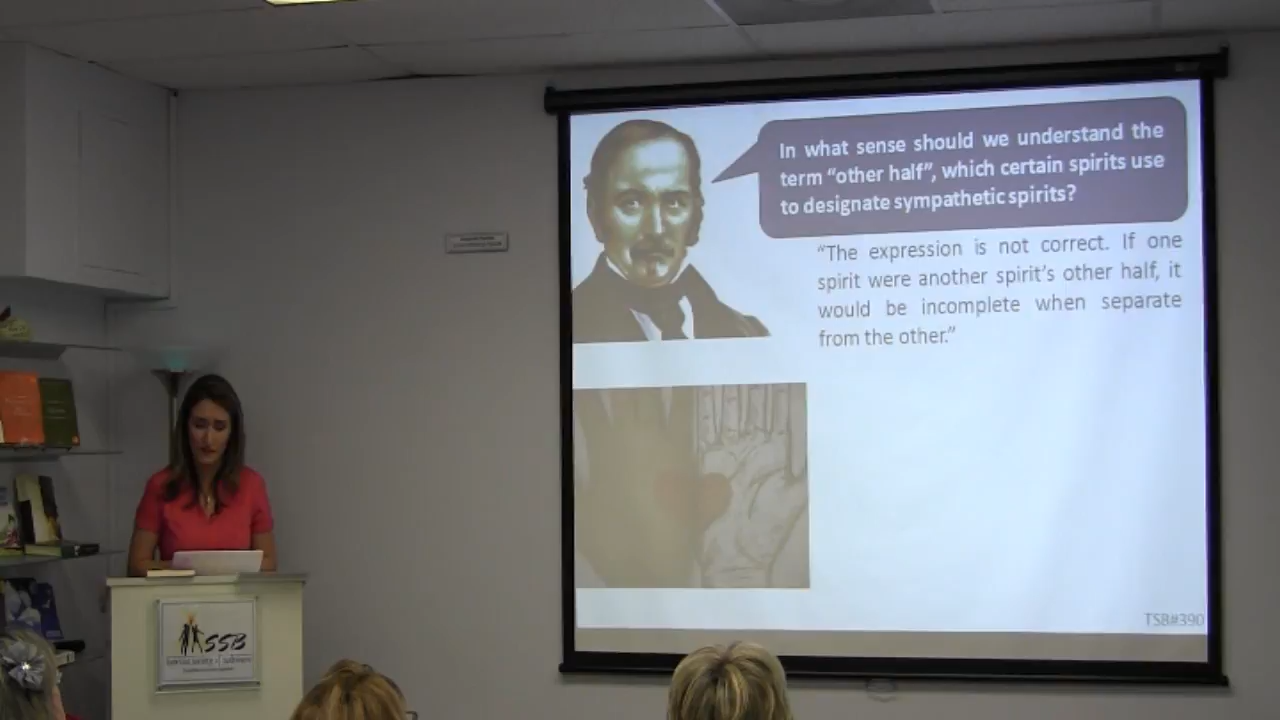 In what sense should we understand the
term “other half”, which certain spirits use
to designate sympathetic spirits?
“The expression is not correct. If one
spirit were another spirit’s other half, it
would be incomplete when separate
from the other.”
TSB#390
SSB